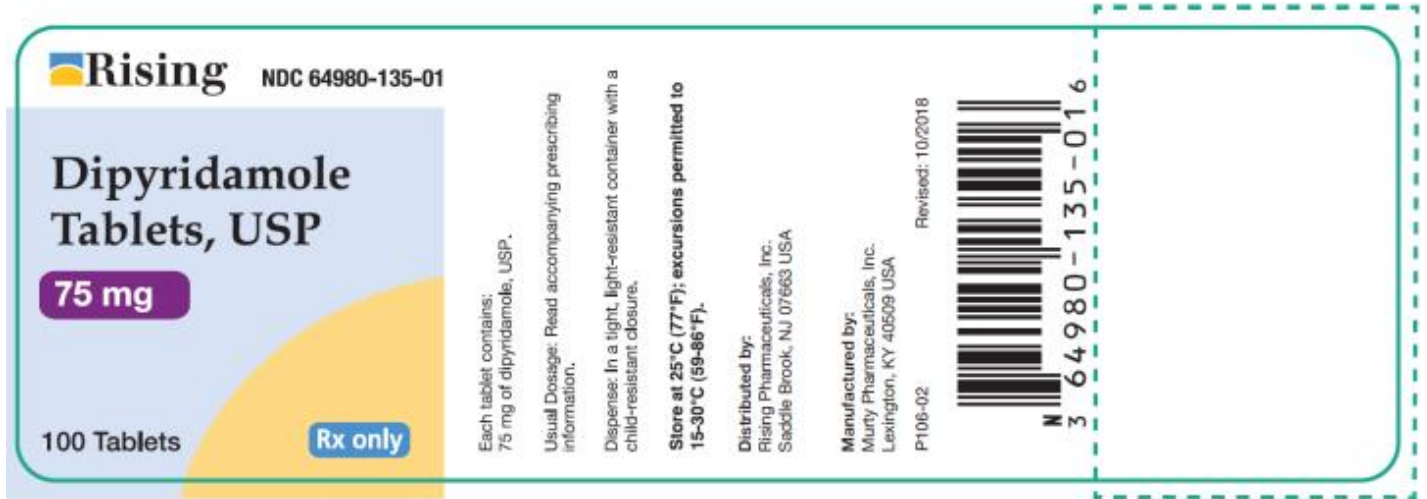 Rising
NDC 64980-135-01
Dipyridamole
Tablets, USP
75 mg
100 Tablets
Rx only
Each tablet contains:
75 mg of dipyridamole, USP.
Usual Dosage: Read accompanying prescribing
information.
Dispense: In a tight, light-resistant container with a
child-resistant closure.
Store at 25°C (77°F); excursions permitted to
15-30°C (59-86°F).
Distributed by:
Rising Pharmaceuticals, Inc.
Saddle Brook, NJ 07663 USA
Manufactured by:
Murty Pharmaceuticals, Inc.
Lexington, KY 40509 USA
P106-02
Revised: 10/2018
N
3 64980-135-01 6